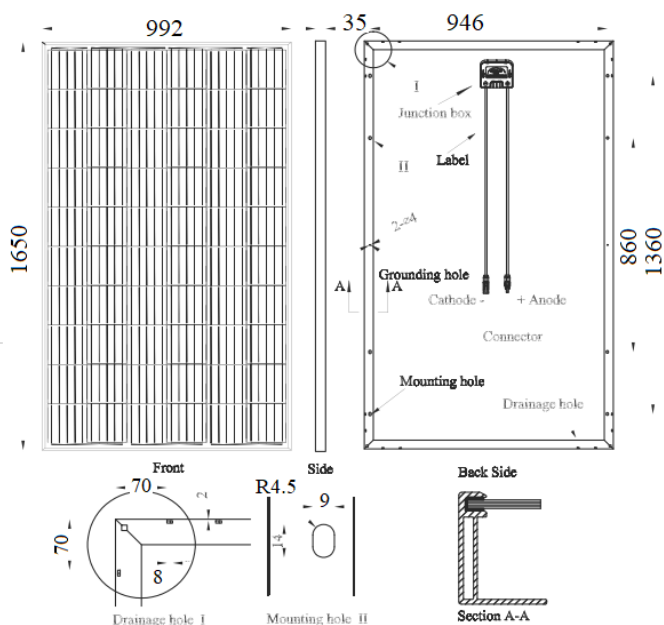 992
35
946
1650
I
Junction box
II
Label
2-ø4
860
1360
Grounding hole
A
A
Cathode -
+ Anode
Connector
Mounting hole
Drainage hole
Front
Side
Back Side
70
2
R4.5
9
70
14
8
Drainage hole I
Mounting hole II
Section A-A